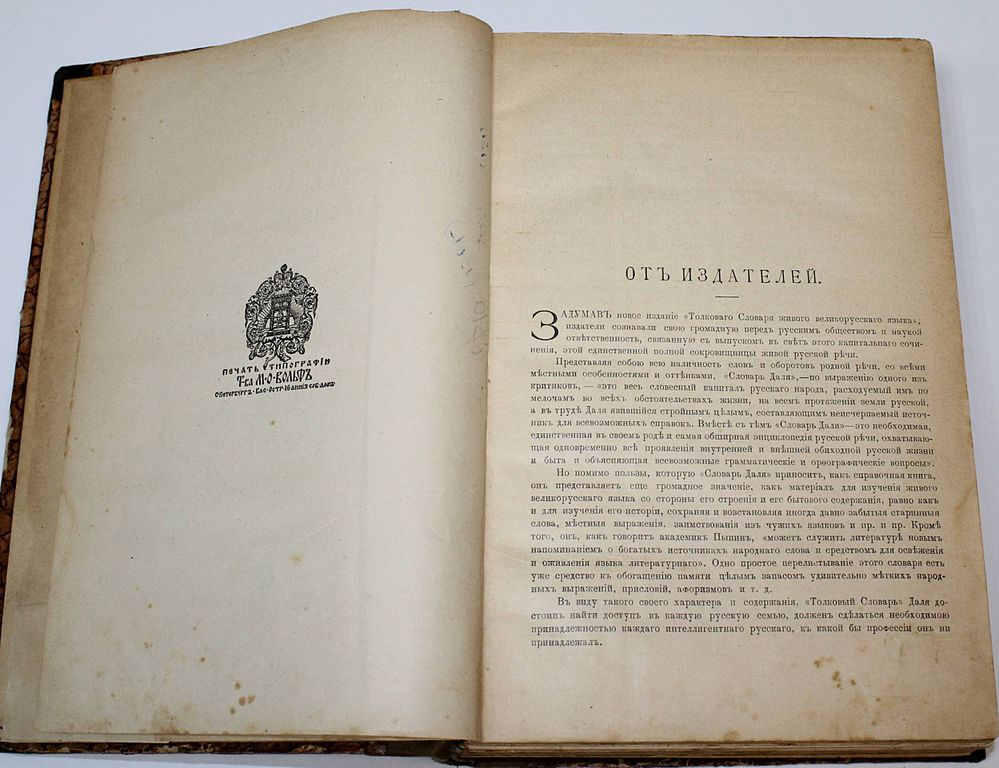 ПЕЧАТЬ ТИПОГРАФІИ
Т-ва М·О·ВОЛЬФЪ
ОТЪ ИЗДАТЕЛЕЙ.
ЗАДУМАВЪ новое изданіе «Толковаго Словаря живого великорусскаго языка»,
издатели сознавали свою громадную передъ русскимъ обществомъ и наукой
отвѣтственность, связанную съ выпускомъ въ свѣтъ этого капитальнаго сочи-
ненія, этой единственной полной сокровищницы живой русской рѣчи.
Представляя собою всю наличность словъ и оборотовъ родной рѣчи, со всѣми
мѣстными особенностями и оттѣнками, «Словарь Даля»,—по выраженію одного изъ
критиковъ, — «это весь словесный капиталъ русскаго народа, расходуемый имъ по
мелочамъ во всѣхъ обстоятельствахъ жизни, на всемъ протяженіи земли русской,
а въ трудѣ Даля явившійся стройнымъ цѣлымъ, составляющимъ неисчерпаемый источ-
никъ для всевозможныхъ справокъ. Вмѣстѣ съ тѣмъ «Словарь Даля»—это необходимая,
единственная въ своемъ родѣ и самая обширная энциклопедія русской рѣчи, охватываю-
щая одновременно всѣ проявленія внутренней и внѣшней обиходной русской жизни
и быта и объясняющая всевозможные грамматическіе и орѳографическіе вопросы».
Но помимо пользы, которую «Словарь Даля» приноситъ, какъ справочная книга,
онъ представляетъ еще громадное значеніе, какъ матеріалъ для изученія живого
великорусскаго языка со стороны его строенія и его бытового содержанія, равно какъ
и для изученія его исторіи, сохраняя и возстановляя иногда давно забытыя старинныя
слова, мѣстныя выраженія. заимствованія изъ чужихъ языковъ и пр. и пр. Кромѣ
того, онъ, какъ говоритъ академикъ Пыпинъ, «можетъ служить литературѣ новымъ
напоминаніемъ о богатыхъ источникахъ народнаго слова и средствомъ для освѣженія
и оживленія языка литературнаго». Одно простое перелистываніе этого словаря есть
уже средство къ обогащенію памяти цѣлымъ запасомъ удивительно мѣткихъ народ-
ныхъ выраженій, присловій, афоризмовъ и т. д.
Въ виду такого своего характера и содержанія, «Толковый Словарь» Даля до-
стоинъ найти доступъ въ каждую русскую семью, долженъ сдѣлаться необходимою
принадлежностью каждаго интеллигентнаго русскаго, къ какой бы профессіи онъ ни
принадлежалъ.